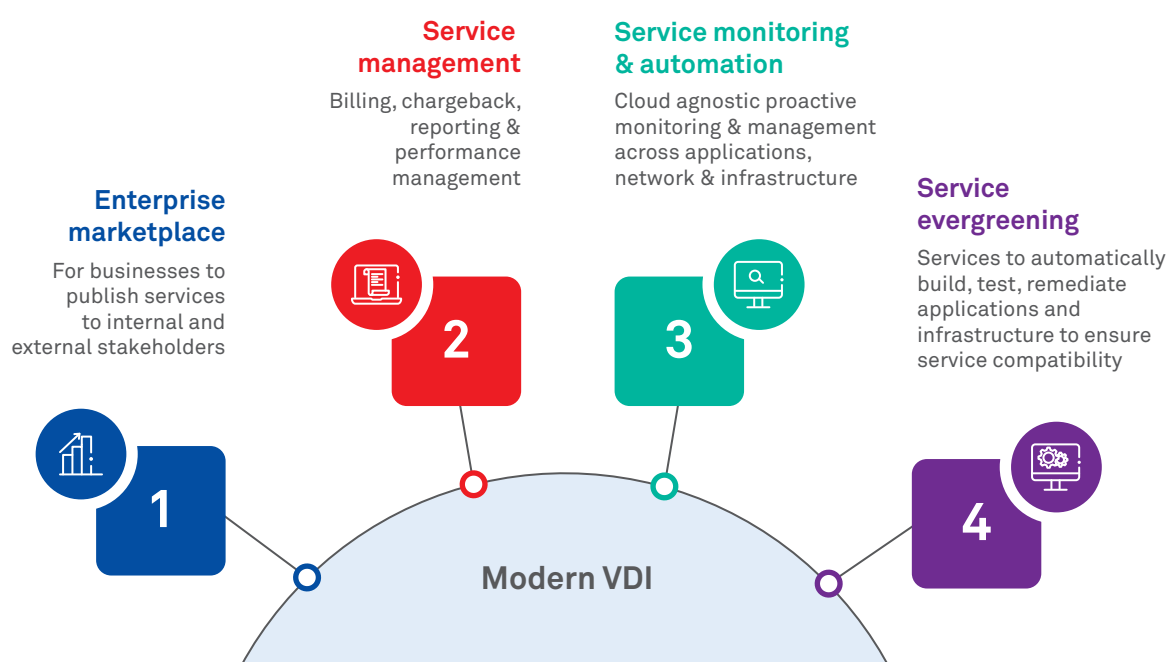 Enterprise
marketplace
For businesses to
publish services
to internal and
external stakeholders
1
Service
management
Billing, chargeback,
reporting &
performance
management
2
Service monitoring
& automation
Cloud agnostic proactive
monitoring & management
across applications,
network & infrastructure
3
Service
evergreening
Services to automatically
build, test, remediate
applications and
infrastructure to ensure
service compatibility
4
Modern VDI